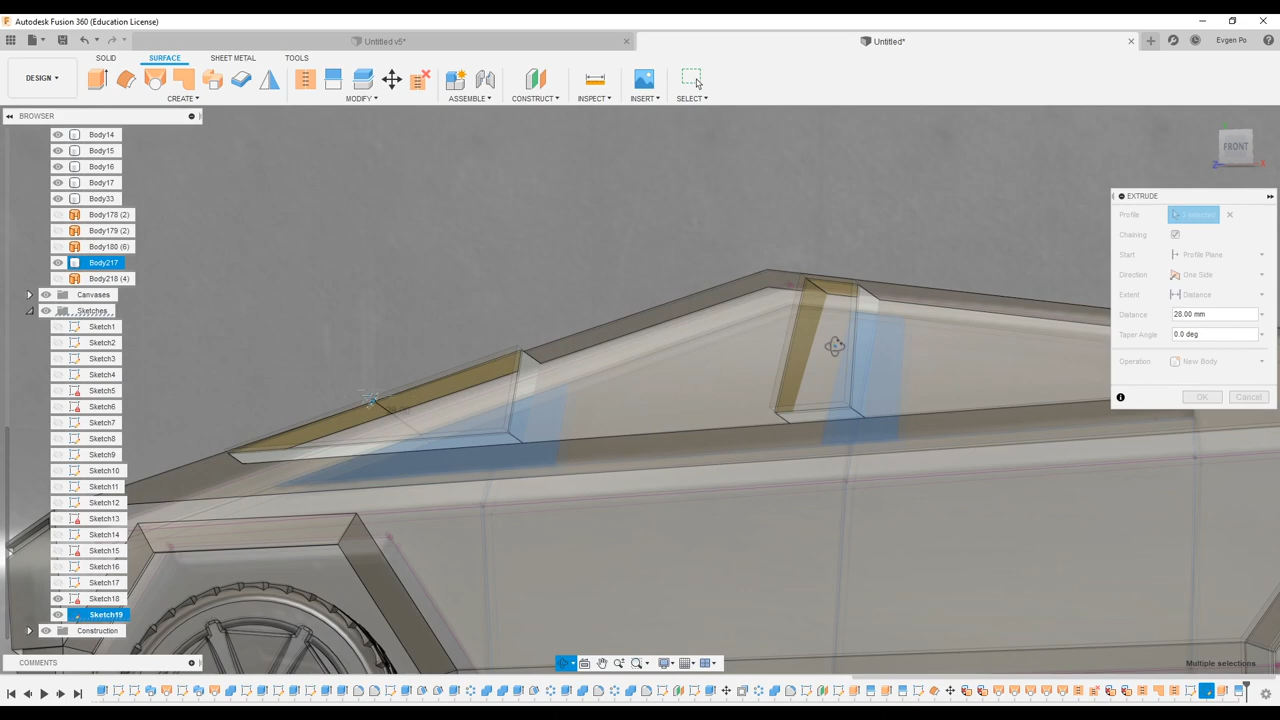 Autodesk Fusion 360 (Education License)
Untitled v5*
Untitled*
Evgen Po
SOLID SURFACE SHEET METAL TOOLS
DESIGN
CREATE MODIFY ASSEMBLE CONSTRUCT INSPECT INSERT SELECT
BROWSER
Body14
Body15
Body16
Body17
Body33
Body178 (2)
Body179 (2)
Body180 (6)
Body217
Body218 (4)
Canvases
Sketches
Sketch1
Sketch2
Sketch3
Sketch4
Sketch5
Sketch6
Sketch7
Sketch8
Sketch9
Sketch10
Sketch11
Sketch12
Sketch13
Sketch14
Sketch15
Sketch16
Sketch17
Sketch18
Sketch19
Construction
COMMENTS
FRONT
Z
X
EXTRUDE
Profile
selected
Chaining
Start Profile Plane
Direction One Side
Extent Distance
Distance 28.00 mm
Taper Angle 0.0 deg
Operation New Body
OK Cancel
Multiple selections